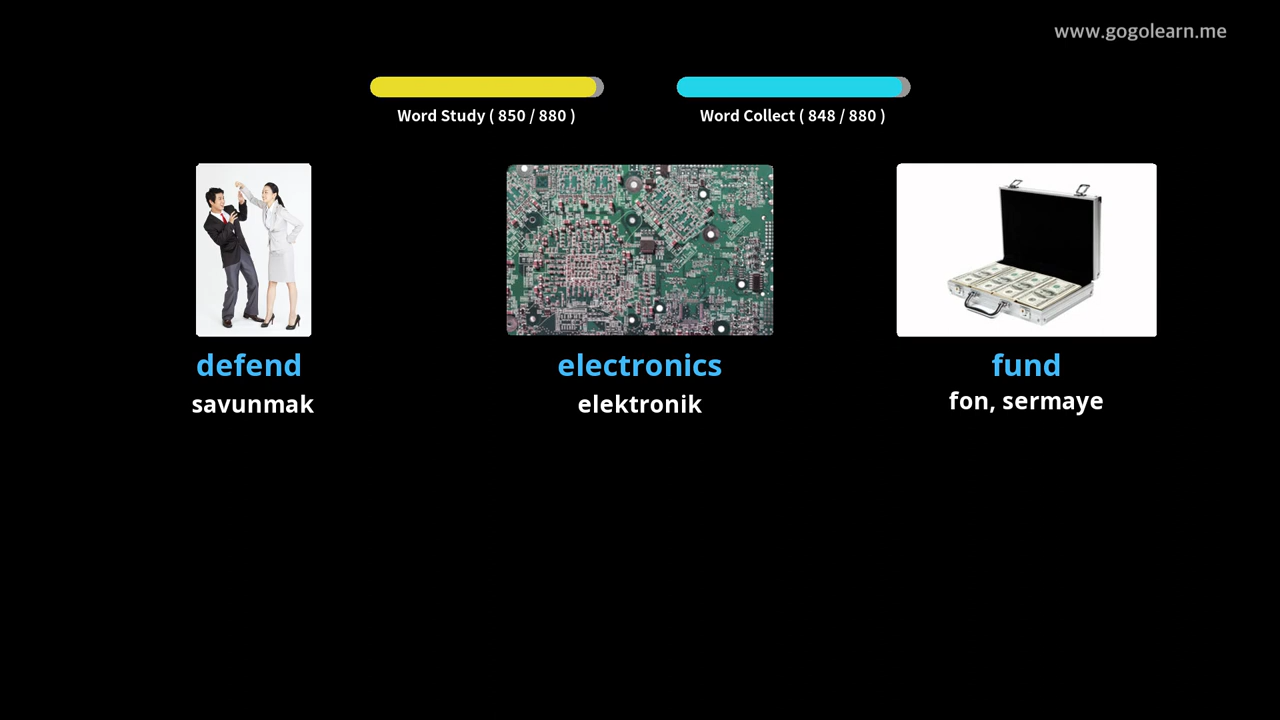 www.gogolearn.me
Word Study ( 850 / 880 )
Word Collect ( 848 / 880 )
defend
savunmak
electronics
elektronik
fund
fon, sermaye